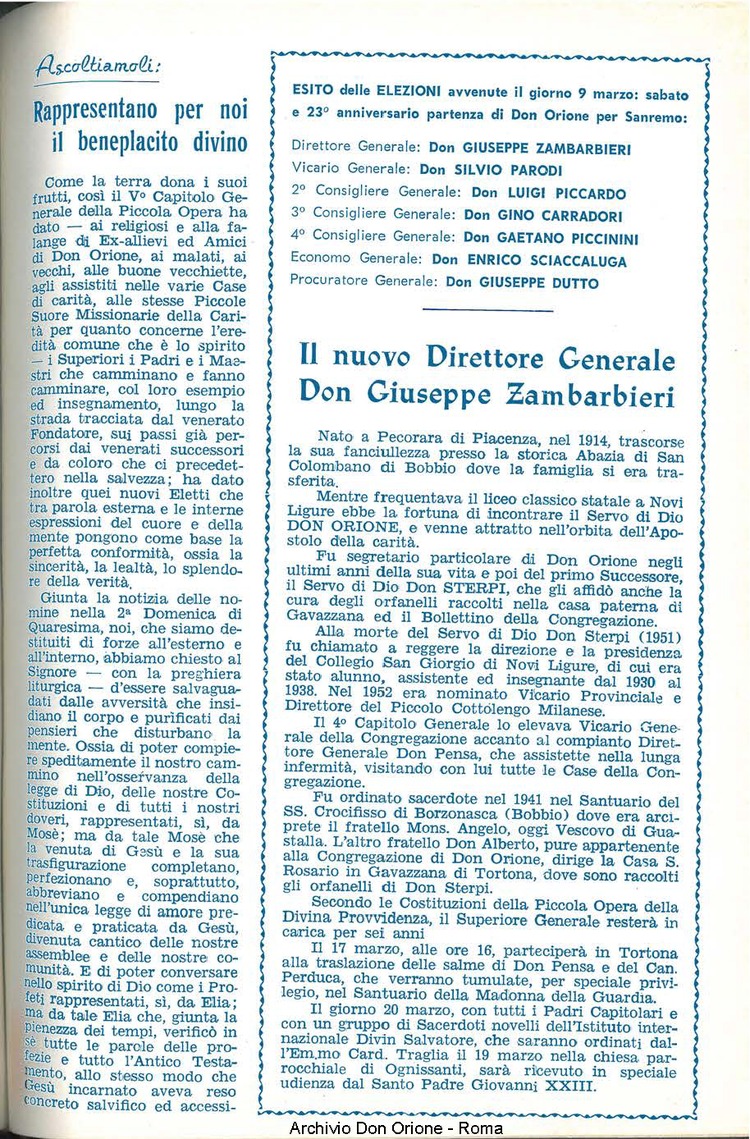 Ascoltiamoli:
Rappresentano per noi
il beneplacito divino
Come la terra dona i suoi
frutti, così il Vº Capitolo Ge-
nerale della Piccola Opera ha
dato — ai religiosi e alla fa-
lange di Ex-allievi ed Amici
di Don Orione, ai malati, ai
vecchi, alle buone vecchiette,
agli assistiti nelle varie Case
di carità, alle stesse Piccole
Suore Missionarie della Cari-
tà per quanto concerne l'ere-
dità comune che è lo spirito
— i Superiori i Padri e i Mae-
stri che camminano e fanno
camminare, col loro esempio
ed insegnamento, lungo la
strada tracciata dal venerato
Fondatore, sui passi già per-
corsi dai venerati successori
e da coloro che ci precedet-
tero nella salvezza; ha dato
inoltre quei nuovi Eletti che
tra parola esterna e le interne
espressioni del cuore e della
mente pongono come base la
perfetta conformità, ossia la
sincerità, la lealtà, lo splendo-
re della verità.
Giunta la notizia delle no-
mine nella 2ª Domenica di
Quaresima, noi, che siamo de-
stituiti di forze all'esterno e
all'interno, abbiamo chiesto al
Signore — con la preghiera
liturgica — d'essere salvagua-
dati dalle avversità che insi-
diano il corpo e purificati dai
pensieri che disturbano la
mente. Ossia di poter compie-
re speditamente il nostro cam-
mino nell'osservanza della
legge di Dio, delle nostre Co-
stituzioni e di tutti i nostri
doveri, rappresentati, sì, da
Mosè; ma da tale Mosè che
la venuta di Gesù e la sua
trasfigurazione completano,
perfezionano e, soprattutto,
abbreviano e compendiano
nell'unica legge di amore pre-
dicata e praticata da Gesù,
divenuta cantico delle nostre
assemblee e delle nostre co-
munità. E di poter conversare
nello spirito di Dio come i Pro-
feti rappresentati, sì, da Elia;
ma da tale Elia che, giunta la
pienezza dei tempi, verificò in
sè tutte le parole delle pro-
fezie e tutto l'Antico Testa-
mento, allo stesso modo che
Gesù incarnato aveva reso
concreto salvifico ed accessi-
ESITO delle ELEZIONI avvenute il giorno 9 marzo: sabato
e 23º anniversario partenza di Don Orione per Sanremo:
Direttore Generale: Don GIUSEPPE ZAMBARBIERI
Vicario Generale: Don SILVIO PARODI
2º Consigliere Generale: Don LUIGI PICCARDO
3º Consigliere Generale: Don GINO CARRADORI
4º Consigliere Generale: Don GAETANO PICCININI
Economo Generale: Don ENRICO SCIACCALUGA
Procuratore Generale: Don GIUSEPPE DUTTO
Il nuovo Direttore Generale
Don Giuseppe Zambarbieri
Nato a Pecorara di Piacenza, nel 1914, trascorse
la sua fanciullezza presso la storica Abazia di San
Colombano di Bobbio dove la famiglia si era tra-
sferita.
Mentre frequentava il liceo classico statale a Novi
Ligure ebbe la fortuna di incontrare il Servo di Dio
DON ORIONE, e venne attratto nell'orbita dell'Apo-
stolo della carità.
Fu segretario particolare di Don Orione negli
ultimi anni della sua vita e poi del primo Successore,
il Servo di Dio Don STERPI, che gli affidò anche la
cura degli orfanelli raccolti nella casa paterna di
Gavazzana ed il Bollettino della Congregazione.
Alla morte del Servo di Dio Don Sterpi (1951)
fu chiamato a reggere la direzione e la presidenza
del Collegio San Giorgio di Novi Ligure, di cui era
stato alunno, assistente ed insegnante dal 1930 al
1938. Nel 1952 era nominato Vicario Provinciale e
Direttore del Piccolo Cottolengo Milanese.
Il 4º Capitolo Generale lo elevava Vicario Gene-
rale della Congregazione accanto al compianto Diret-
tore Generale Don Pensa, che assistette nella lunga
infermità, visitando con lui tutte le Case della Con-
gregazione.
Fu ordinato sacerdote nel 1941 nel Santuario del
SS. Crocifisso di Borzonasca (Bobbio) dove era arci-
prete il fratello Mons. Angelo, oggi Vescovo di Gua-
stalla. L'altro fratello Don Alberto, pure appartenente
alla Congregazione di Don Orione, dirige la Casa S.
Rosario in Gavazzana di Tortona, dove sono raccolti
gli orfanelli di Don Sterpi.
Secondo le Costituzioni della Piccola Opera della
Divina Provvidenza, il Superiore Generale resterà in
carica per sei anni
Il 17 marzo, alle ore 16, parteciperà in Tortona
alla traslazione delle salme di Don Pensa e del Can.
Perduca, che verranno tumulate, per speciale privi-
legio, nel Santuario della Madonna della Guardia.
Il giorno 20 marzo, con tutti i Padri Capitolari e
con un gruppo di Sacerdoti novelli dell'Istituto inter-
nazionale Divin Salvatore, che saranno ordinati dal-
l'Em.mo Card. Traglia il 19 marzo nella chiesa par-
rocchiale di Ognissanti, sarà ricevuto in speciale
udienza dal Santo Padre Giovanni XXIII.
Archivio Don Orione - Roma